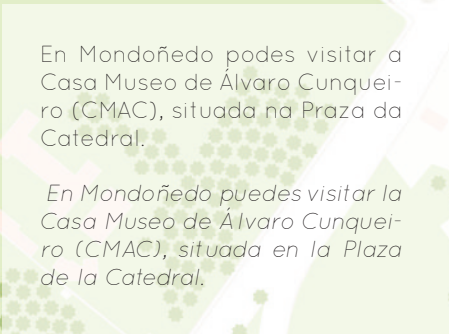 En Mondoñedo podes visitar a
Casa Museo de Álvaro Cunquei-
ro (CMAC), situada na Praza da
Catedral.
En Mondoñedo puedes visitar la
Casa Museo de Álvaro Cunquei-
ro (CMAC), situada en la Plaza
de la Catedral.